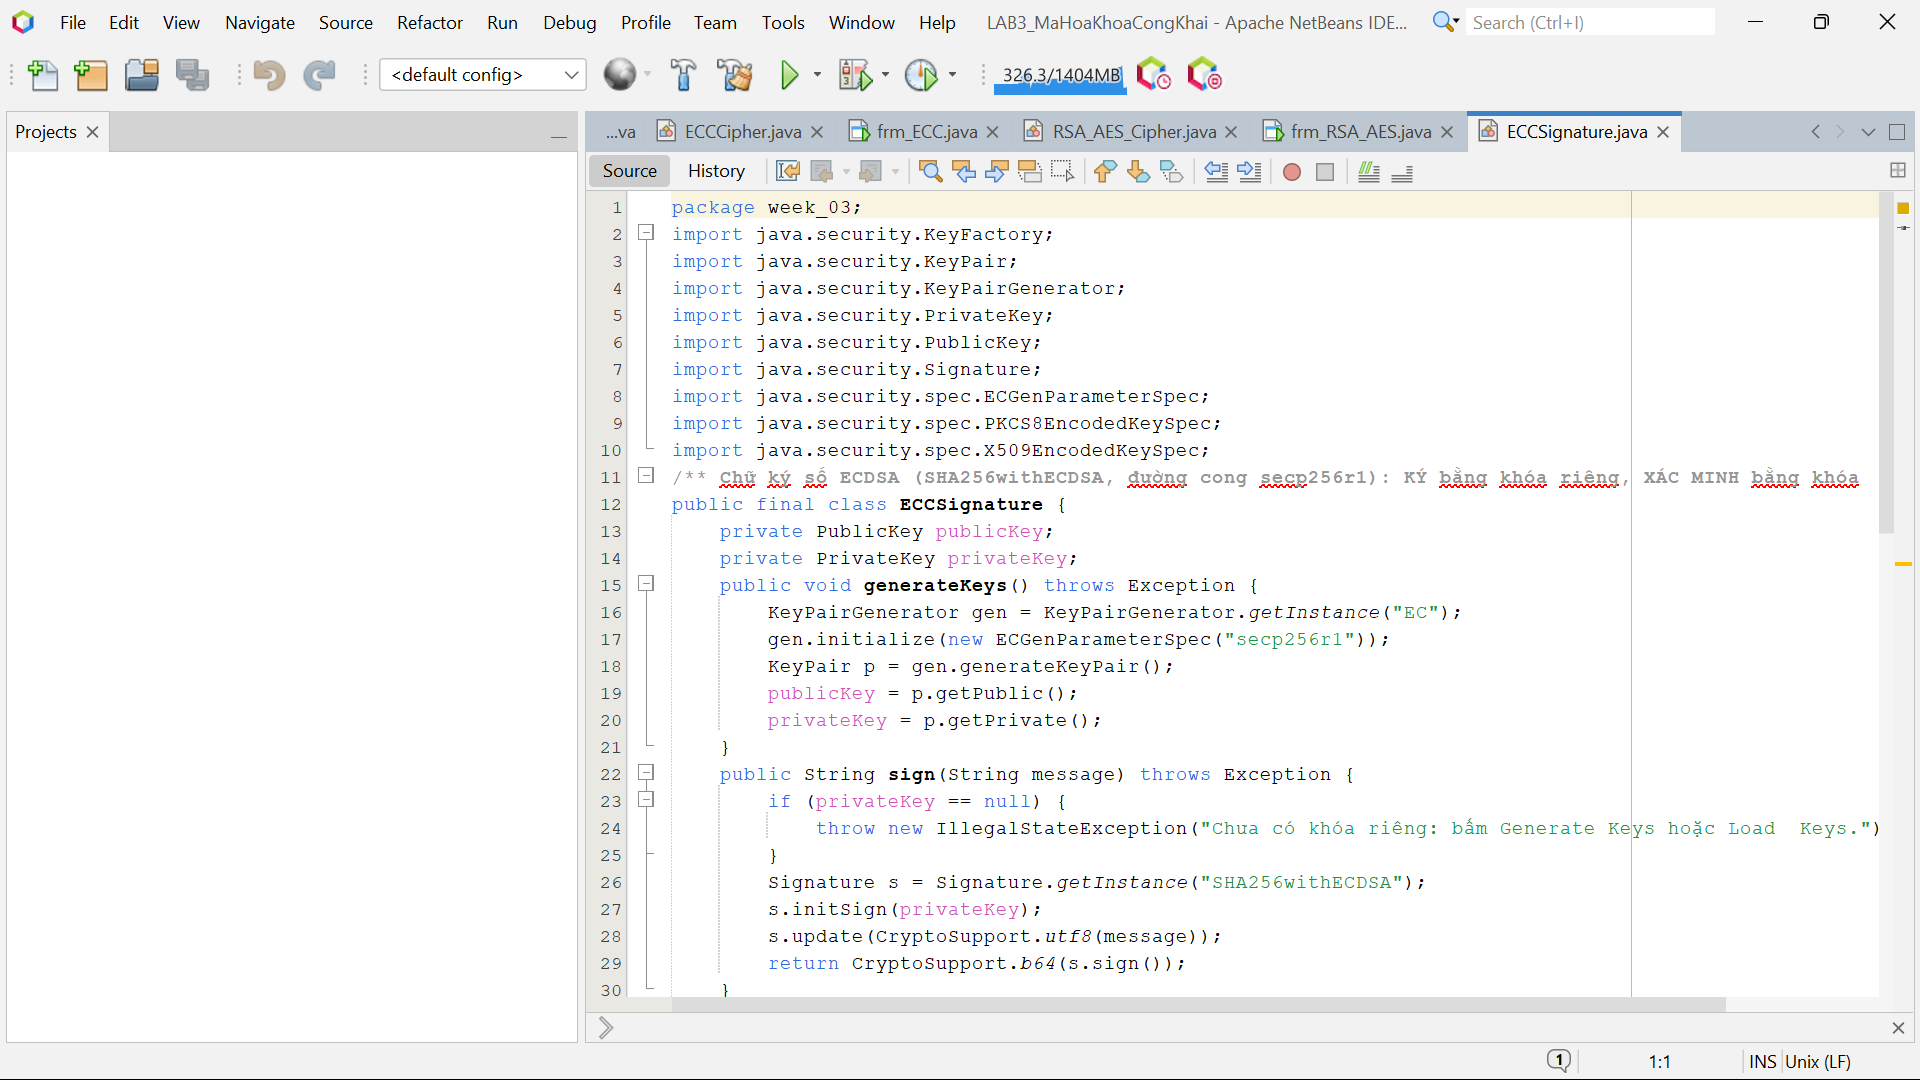 File Edit View Navigate Source Refactor Run Debug Profile Team Tools Window Help LAB3_MaHoaKhoaCongKhai - Apache NetBeans IDE... Search (Ctrl+I)
<default config> 326.3/1404MB
Projects
...va ECCCipher.java frm_ECC.java RSA_AES_Cipher.java frm_RSA_AES.java ECCSignature.java
Source History
1 package week_03;
2 import java.security.KeyFactory;
3 import java.security.KeyPair;
4 import java.security.KeyPairGenerator;
5 import java.security.PrivateKey;
6 import java.security.PublicKey;
7 import java.security.Signature;
8 import java.security.spec.ECGenParameterSpec;
9 import java.security.spec.PKCS8EncodedKeySpec;
10 import java.security.spec.X509EncodedKeySpec;
11 /** Chữ ký số ECDSA (SHA256withECDSA, đường cong secp256r1): KÝ bằng khóa riêng, XÁC MINH bằng khóa
12 public final class ECCSignature {
13 private PublicKey publicKey;
14 private PrivateKey privateKey;
15 public void generateKeys() throws Exception {
16 KeyPairGenerator gen = KeyPairGenerator.getInstance("EC");
17 gen.initialize(new ECGenParameterSpec("secp256r1"));
18 KeyPair p = gen.generateKeyPair();
19 publicKey = p.getPublic();
20 privateKey = p.getPrivate();
21 }
22 public String sign(String message) throws Exception {
23 if (privateKey == null) {
24 throw new IllegalStateException("Chưa có khóa riêng: bấm Generate Keys hoặc Load Keys.")
25 }
26 Signature s = Signature.getInstance("SHA256withECDSA");
27 s.initSign(privateKey);
28 s.update(CryptoSupport.utf8(message));
29 return CryptoSupport.b64(s.sign());
30 }
1 1:1 INS Unix (LF)